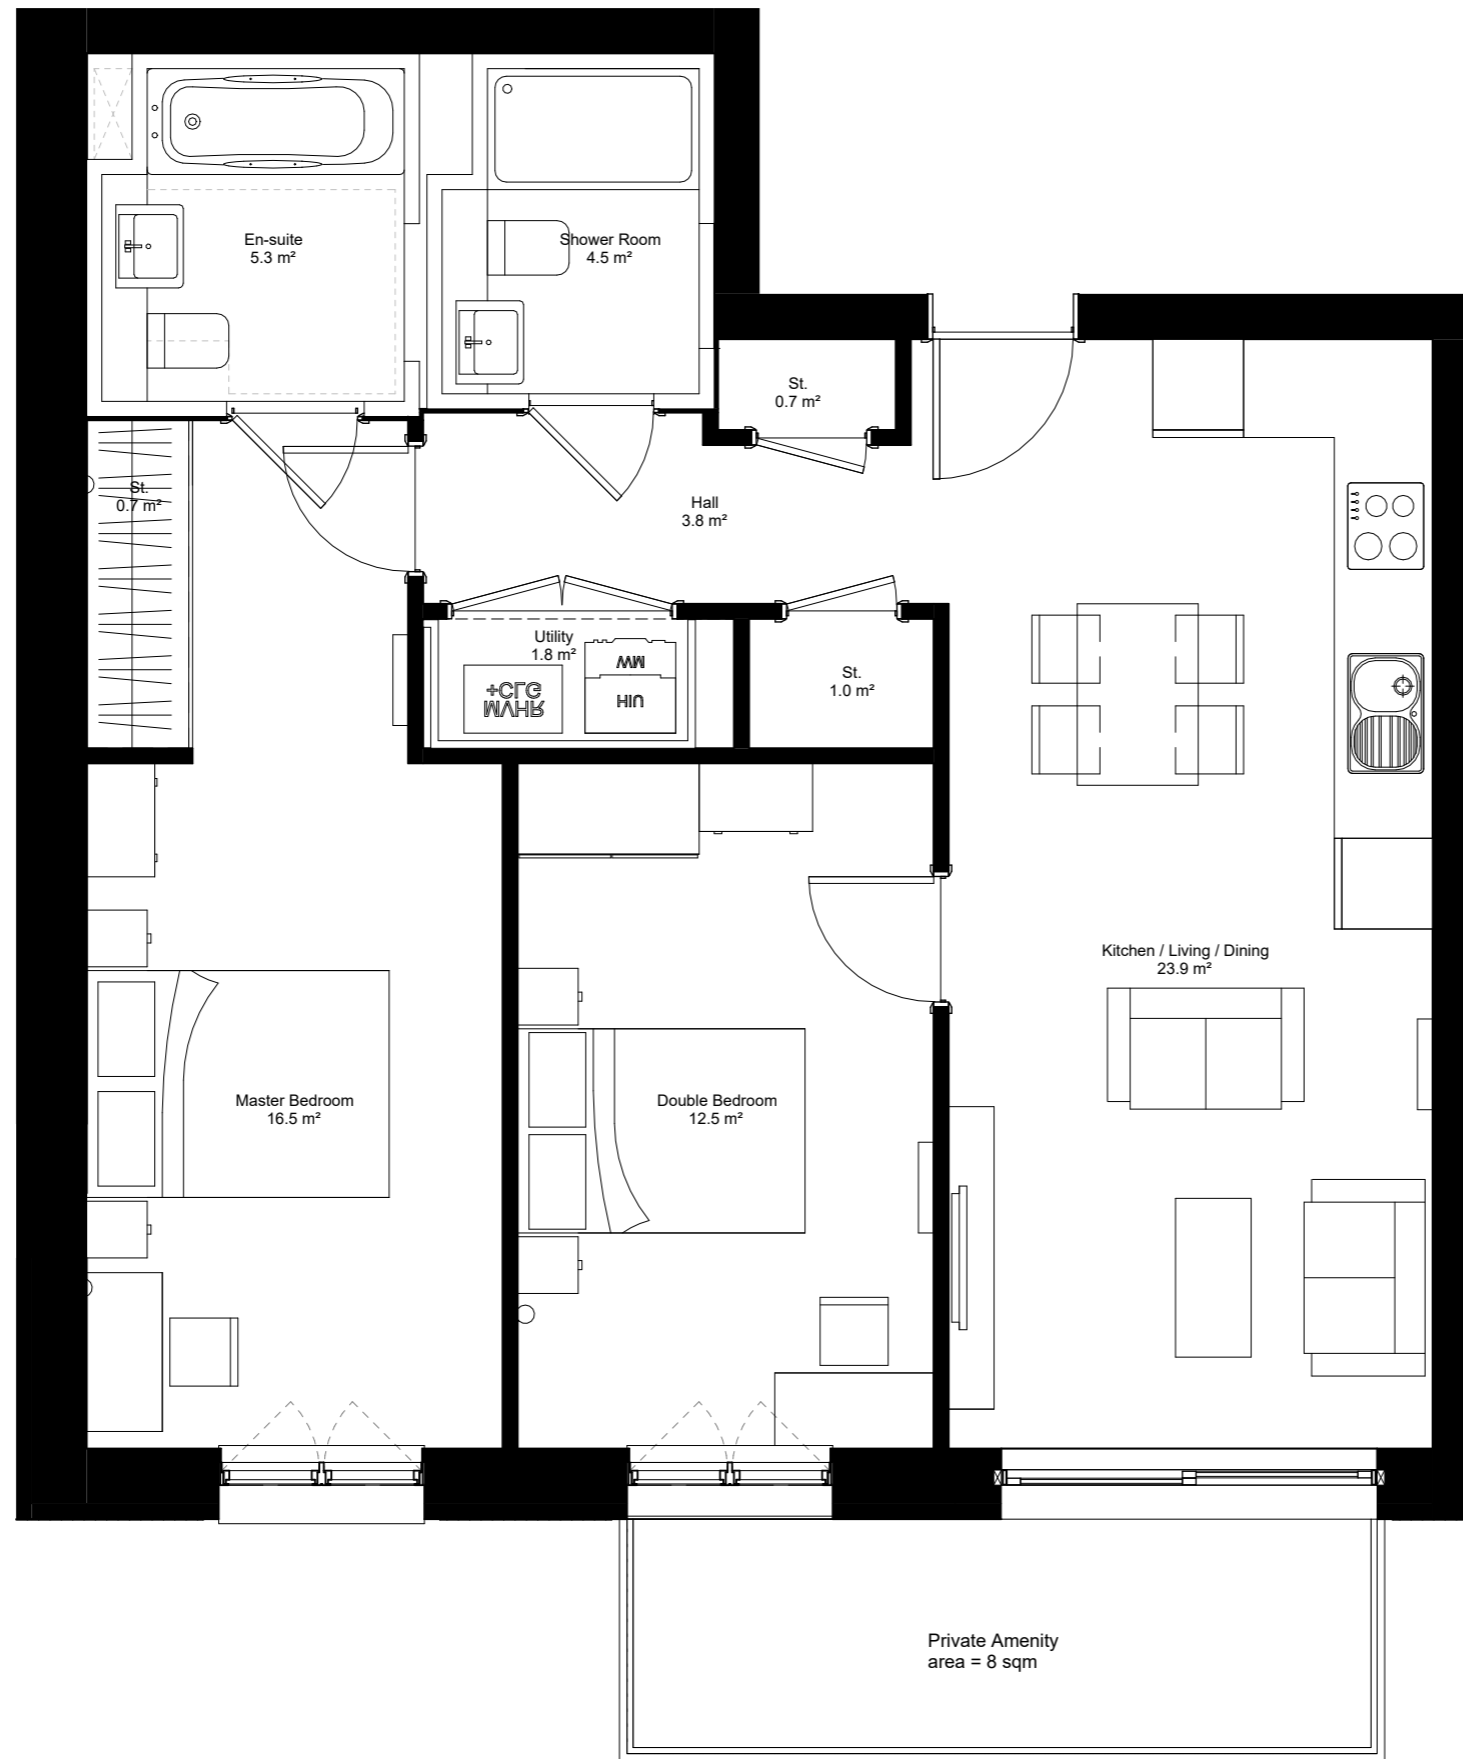 En-suite
5.3 m²
Shower Room
4.5 m²
St.
0.7 m²
St.
0.7 m²
Hall
3.8 m²
Utility
1.8 m²
MW
HIU
MVHR
+CLG
St.
1.0 m²
Kitchen / Living / Dining
23.9 m²
Master Bedroom
16.5 m²
Double Bedroom
12.5 m²
Private Amenity
area = 8 sqm